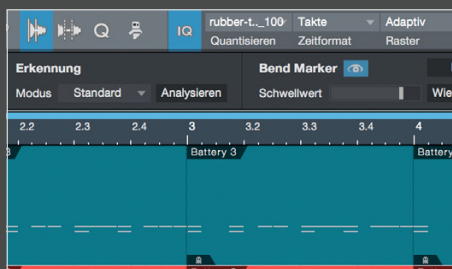 Q IQ rubber-t.._100 Takte Adaptiv
Quantisieren Zeitformat Raster
Erkennung Bend Marker
Modus Standard Analysieren Schwellwert Wie
2.2 2.3 2.4 3 3.2 3.3 3.4 4
3 Battery 3 Battery